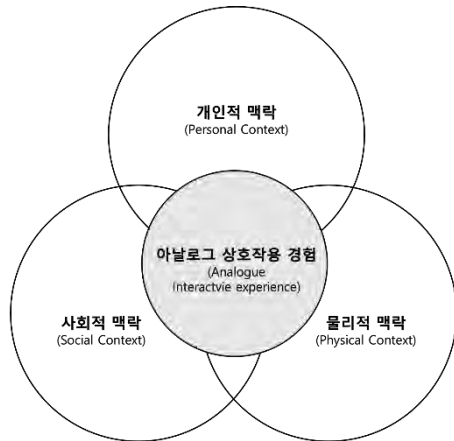 개인적 맥락
(Personal Context)
아날로그 상호작용 경험
(Analogue
Interactvie experience)
사회적 맥락
(Social Context)
물리적 맥락
(Physical Context)